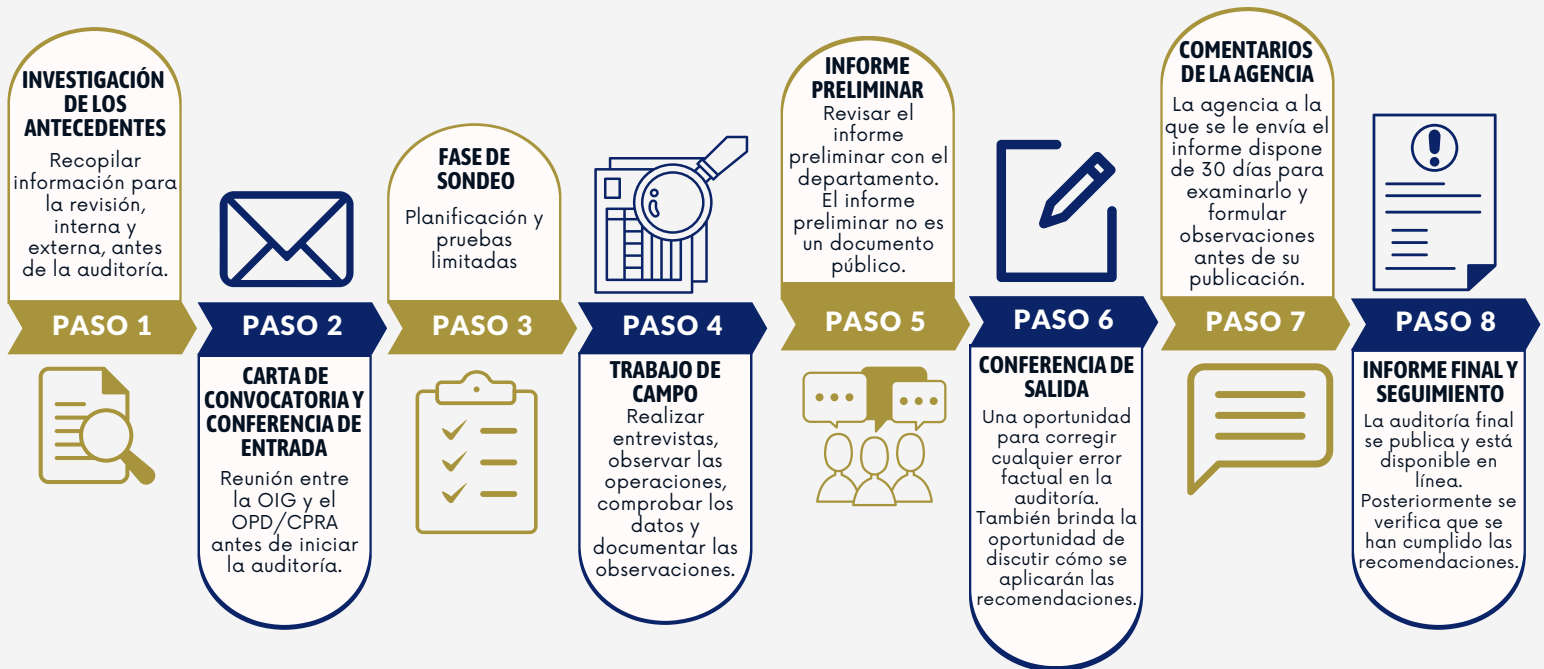 INVESTIGACIÓN
DE LOS
ANTECEDENTES
Recopilar
información para
la revisión,
interna y
externa, antes
de la auditoría.
PASO 1
PASO 2
CARTA DE
CONVOCATORIA Y
CONFERENCIA DE
ENTRADA
Reunión entre
la OIG y el
OPD/CPRA
antes de iniciar
la auditoría.
FASE DE
SONDEO
Planificación y
pruebas
limitadas
PASO 3
PASO 4
TRABAJO DE
CAMPO
Realizar
entrevistas,
observar las
operaciones,
comprobar los
datos y
documentar las
observaciones.
INFORME
PRELIMINAR
Revisar el
informe
preliminar con el
departamento.
El informe
preliminar no es
un documento
público.
PASO 5
PASO 6
CONFERENCIA DE
SALIDA
Una oportunidad
para corregir
cualquier error
factual en la
auditoría.
También brinda la
oportunidad de
discutir cómo se
aplicarán las
recomendaciones.
COMENTARIOS
DE LA AGENCIA
La agencia a la
que se le envía el
informe dispone
de 30 días para
examinarlo y
formular
observaciones
antes de su
publicación.
PASO 7
PASO 8
INFORME FINAL Y
SEGUIMIENTO
La auditoría final
se publica y está
disponible en
línea.
Posteriormente se
verifica que se
han cumplido las
recomendaciones.